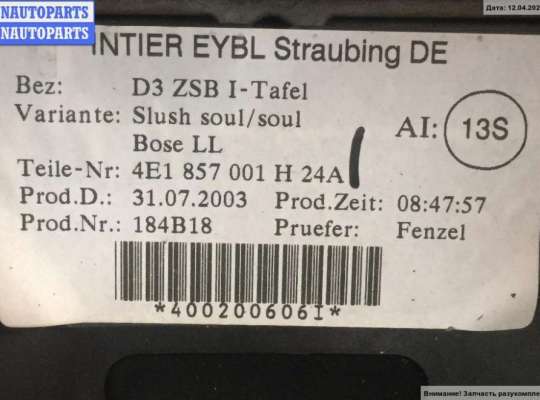 NAUTOPARTS
NAUTOPARTS
Дата: 12.04.202
INTIER EYBL Straubing DE
Bez: D3 ZSB I-Tafel
Variante: Slush soul/soul
Bose LL
AI: 13S
Teile-Nr: 4E1 857 001 H 24A
Prod.D.: 31.07.2003 Prod.Zeit: 08:47:57
Prod.Nr.: 184B18 Pruefer: Fenzel
*400200606I*
Внимание! Запчасть разукомпле